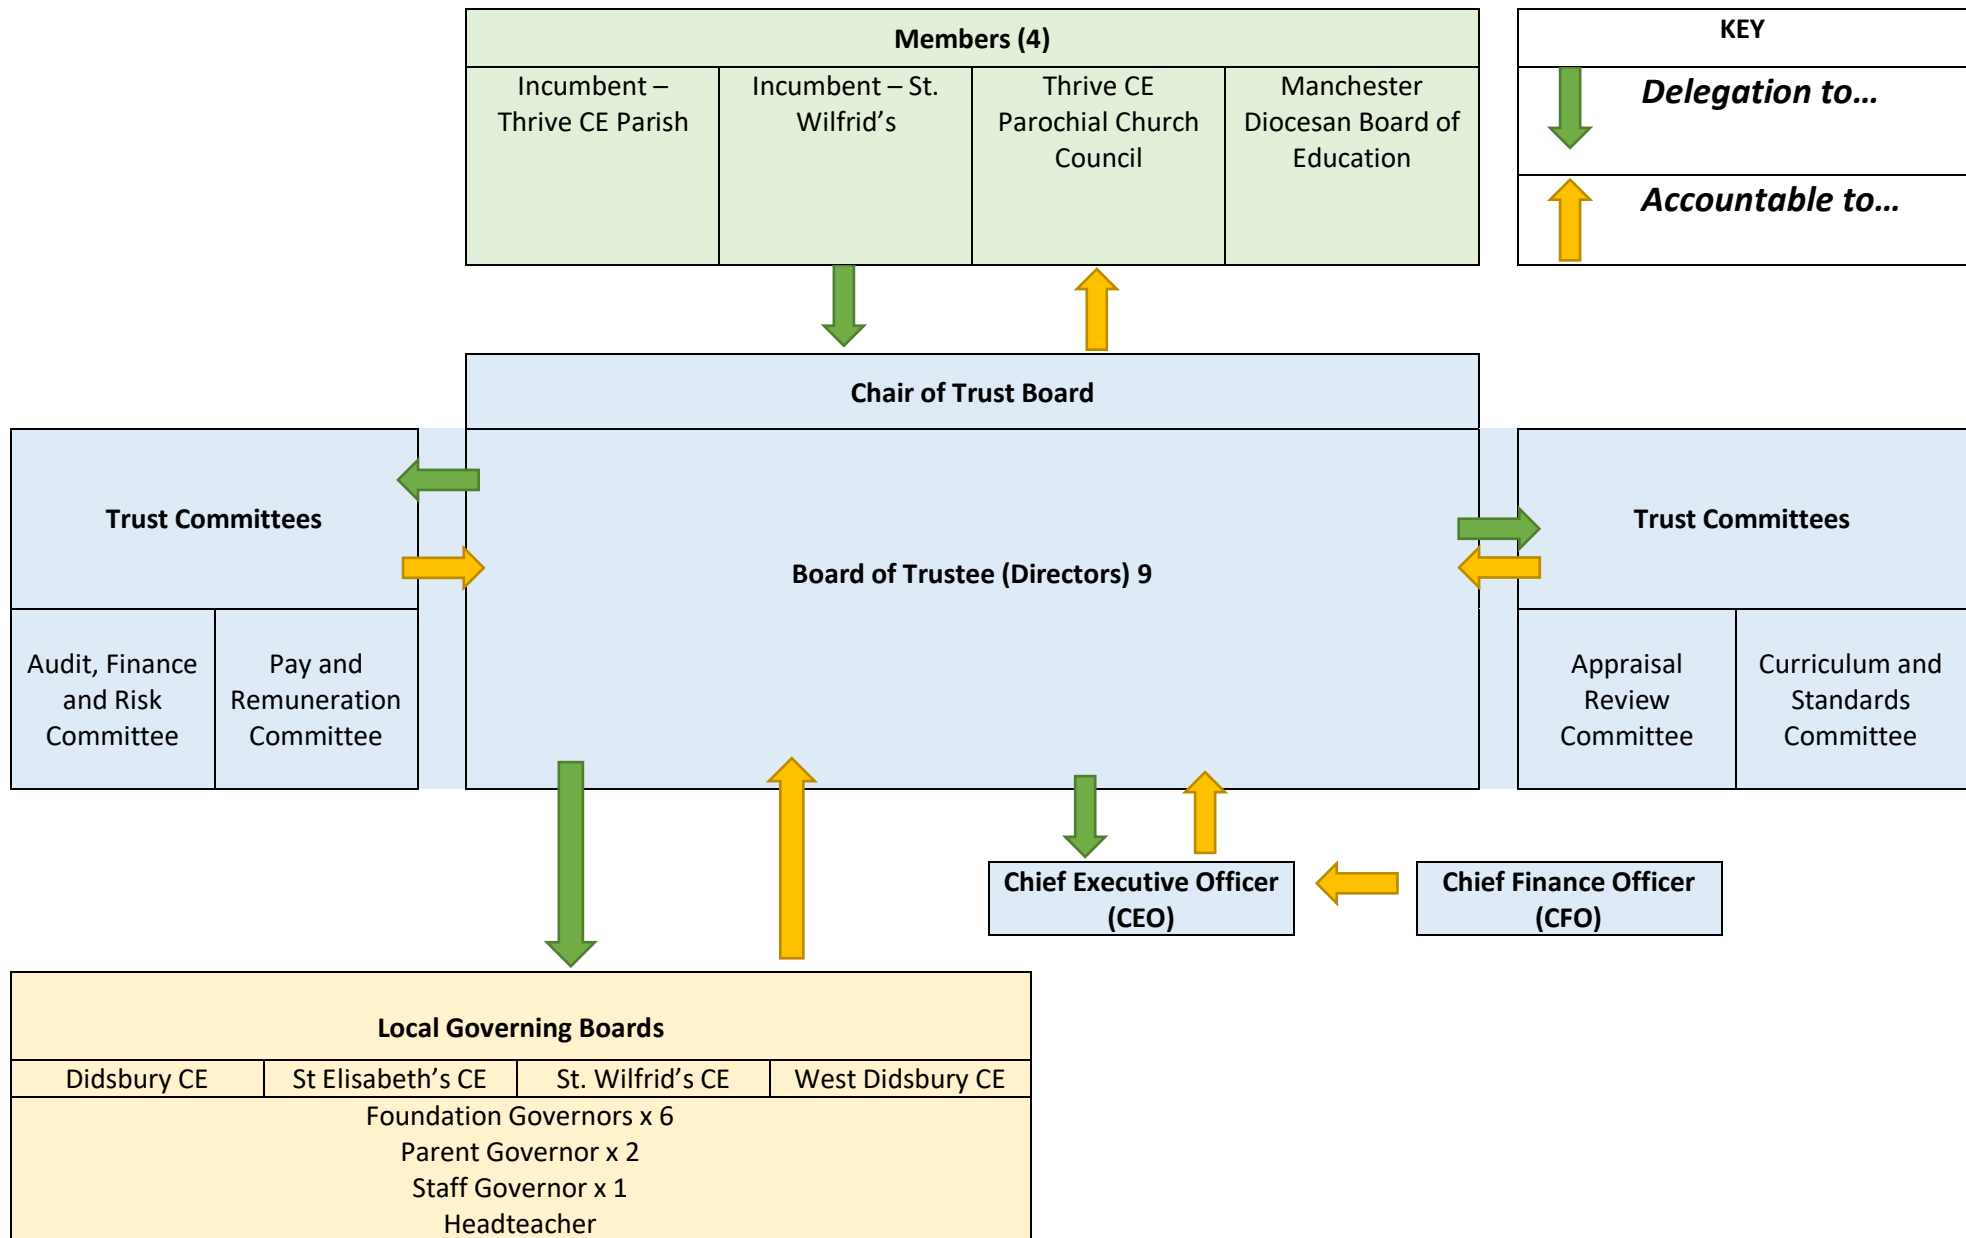 Members (4)
Incumbent –
Thrive CE Parish
Incumbent – St.
Wilfrid’s
Thrive CE
Parochial Church
Council
Manchester
Diocesan Board of
Education
KEY
Delegation to…
Accountable to…
Chair of Trust Board
Trust Committees
Audit, Finance
and Risk
Committee
Pay and
Remuneration
Committee
Board of Trustee (Directors) 9
Trust Committees
Appraisal
Review
Committee
Curriculum and
Standards
Committee
Chief Executive Officer
(CEO)
Chief Finance Officer
(CFO)
Local Governing Boards
Didsbury CE
St Elisabeth’s CE
St. Wilfrid’s CE
West Didsbury CE
Foundation Governors x 6
Parent Governor x 2
Staff Governor x 1
Headteacher